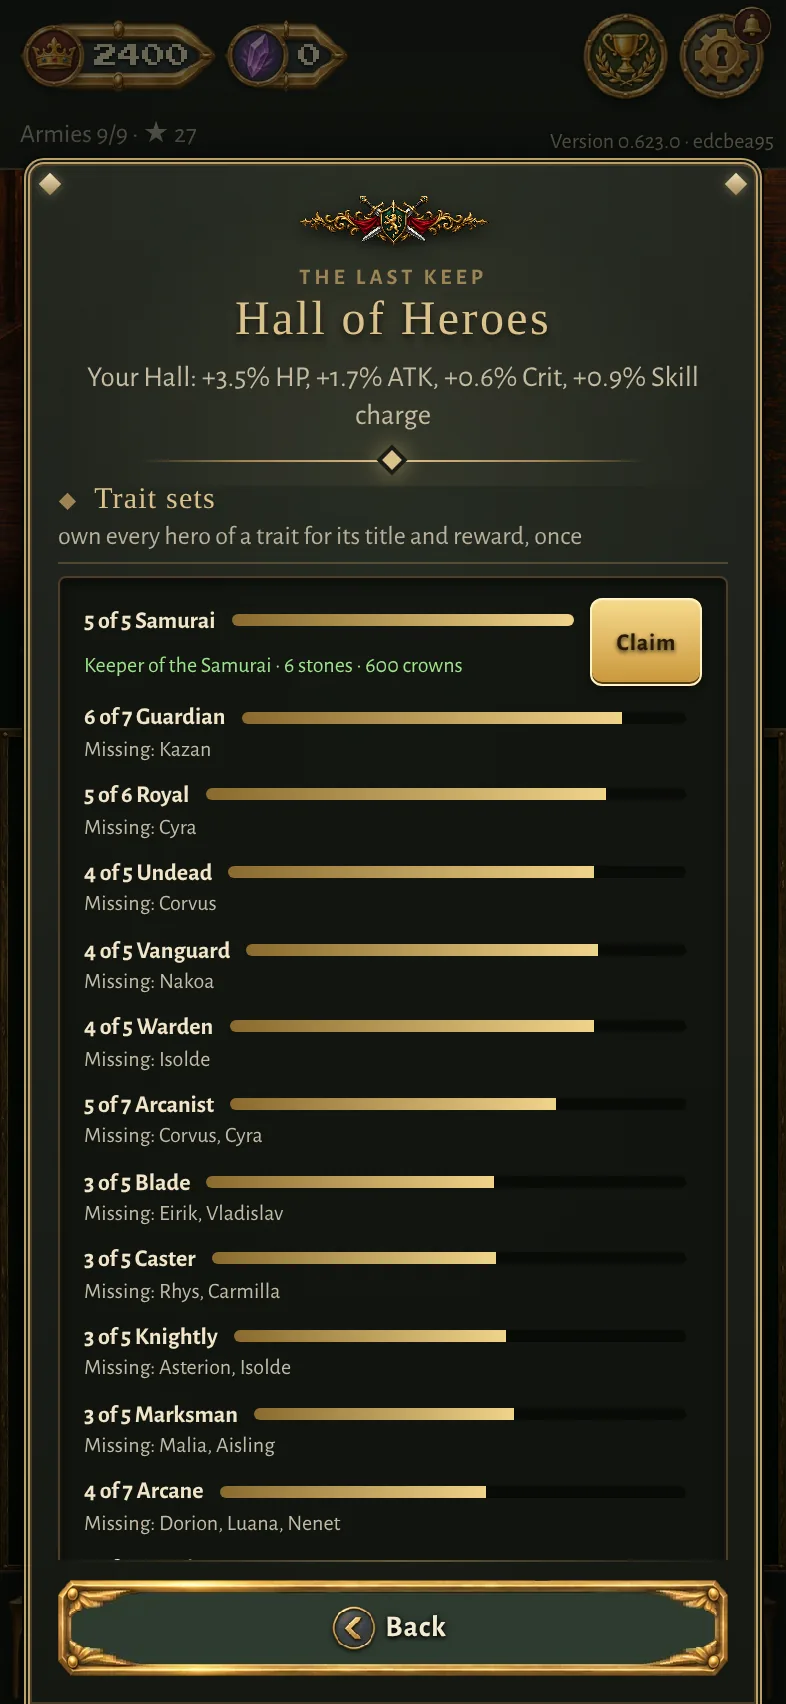 2400
0
Armies 9/9 · ★ 27
Version 0.623.0 · edcbea95
THE LAST KEEP
Hall of Heroes
Your Hall: +3.5% HP, +1.7% ATK, +0.6% Crit, +0.9% Skill
charge
Trait sets
own every hero of a trait for its title and reward, once
5 of 5 Samurai
Claim
Keeper of the Samurai · 6 stones · 600 crowns
6 of 7 Guardian
Missing: Kazan
5 of 6 Royal
Missing: Cyra
4 of 5 Undead
Missing: Corvus
4 of 5 Vanguard
Missing: Nakoa
4 of 5 Warden
Missing: Isolde
5 of 7 Arcanist
Missing: Corvus, Cyra
3 of 5 Blade
Missing: Eirik, Vladislav
3 of 5 Caster
Missing: Rhys, Carmilla
3 of 5 Knightly
Missing: Asterion, Isolde
3 of 5 Marksman
Missing: Malia, Aisling
4 of 7 Arcane
Missing: Dorion, Luana, Nenet
Back